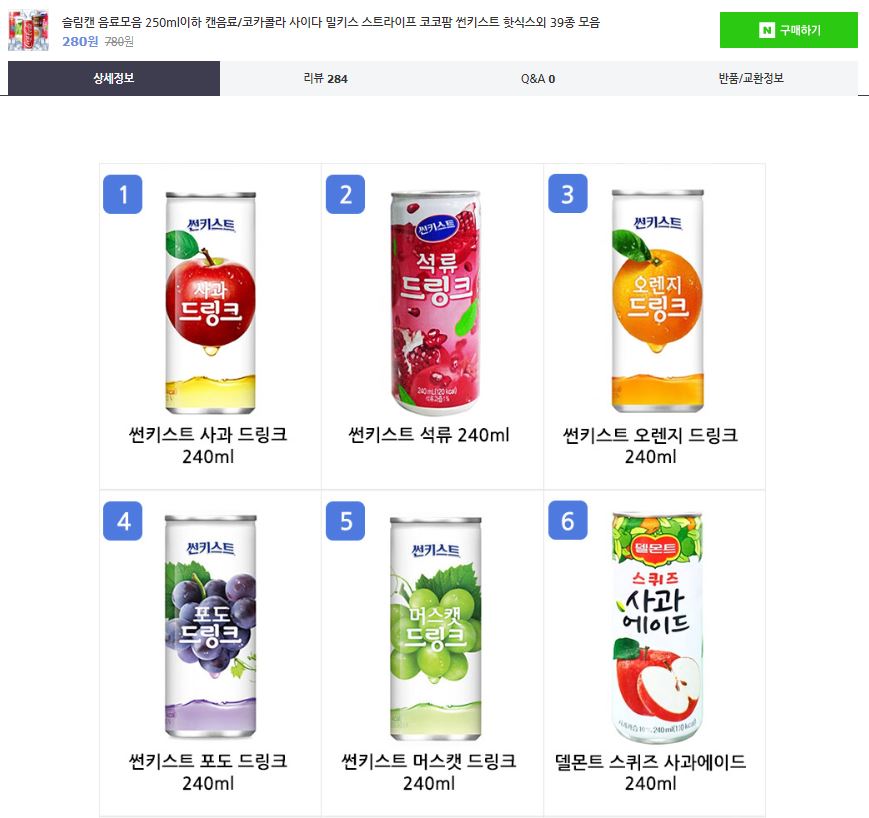 슬림캔 음료모음 250ml이하 캔음료/코카콜라 사이다 밀키스 스트라이프 코코팜 썬키스트 핫식스외 39종 모음
280원 780원
N 구매하기
상세정보
리뷰 284
Q&A 0
반품/교환정보
1
썬키스트
사과
드링크
썬키스트 사과 드링크
240ml
2
썬키스트
석류
드링크
240mL(120 kcal)
썬키스트 석류 240ml
3
썬키스트
오렌지
드링크
썬키스트 오렌지 드링크
240ml
4
썬키스트
포도
드링크
썬키스트 포도 드링크
240ml
5
썬키스트
머스캣
드링크
썬키스트 머스캣 드링크
240ml
6
델몬트
스퀴즈
사과
에이드
델몬트 스퀴즈 사과에이드
240ml